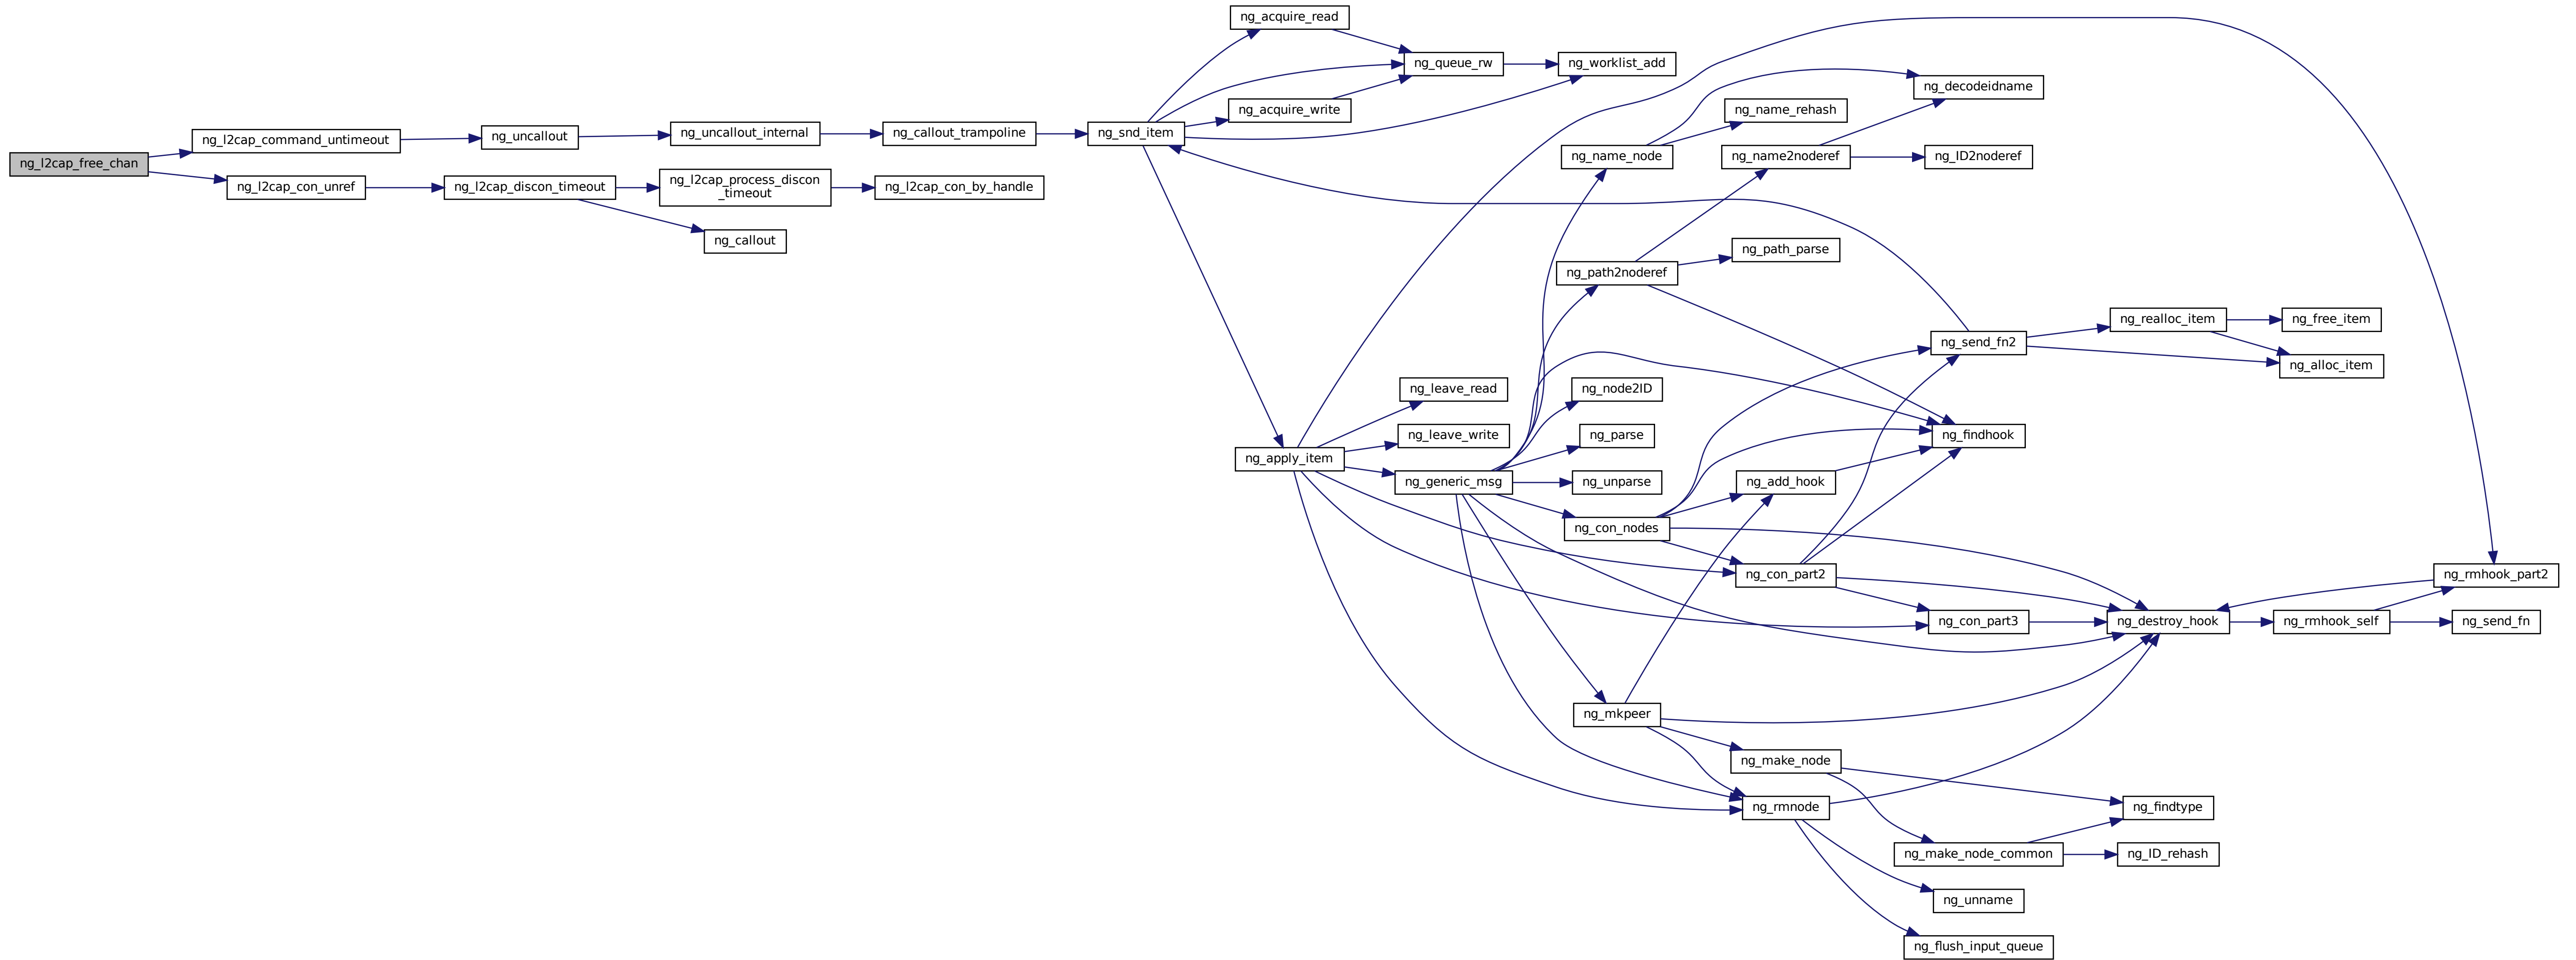 ng_l2cap_free_chan
ng_l2cap_command_untimeout
ng_l2cap_con_unref
ng_uncallout
ng_l2cap_discon_timeout
ng_uncallout_internal
ng_l2cap_process_discon
_timeout
ng_callout
ng_callout_trampoline
ng_l2cap_con_by_handle
ng_snd_item
ng_acquire_read
ng_acquire_write
ng_apply_item
ng_queue_rw
ng_leave_read
ng_leave_write
ng_generic_msg
ng_worklist_add
ng_name_node
ng_path2noderef
ng_node2ID
ng_parse
ng_unparse
ng_con_nodes
ng_mkpeer
ng_name_rehash
ng_name2noderef
ng_path_parse
ng_add_hook
ng_con_part2
ng_make_node
ng_rmnode
ng_decodeidname
ng_ID2noderef
ng_send_fn2
ng_findhook
ng_con_part3
ng_make_node_common
ng_unname
ng_flush_input_queue
ng_realloc_item
ng_destroy_hook
ng_findtype
ng_ID_rehash
ng_free_item
ng_alloc_item
ng_rmhook_self
ng_rmhook_part2
ng_send_fn